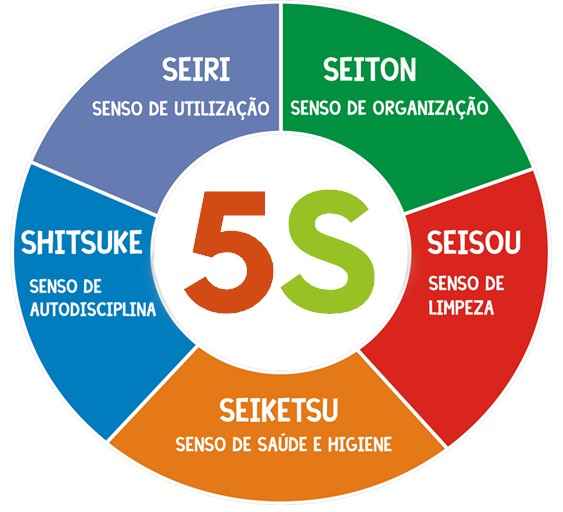 SEIRI
SENSO DE UTILIZAÇÃO
SEITON
SENSO DE ORGANIZAÇÃO
SHITSUKE
SENSO DE
AUTODISCIPLINA
5S
SEISOU
SENSO DE
LIMPEZA
SEIKETSU
SENSO DE SAÚDE E HIGIENE